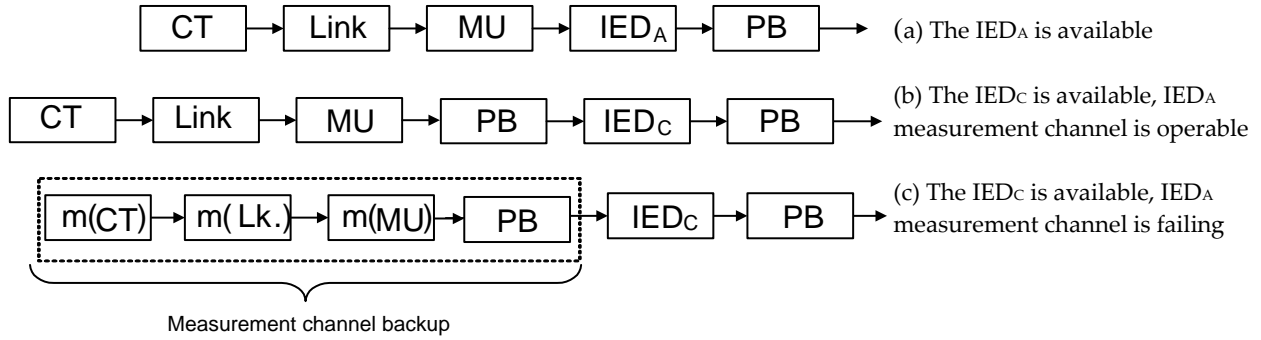 CT Link MU IEDA PB (a) The IEDA is available
CT Link MU PB IEDC PB (b) The IEDC is available, IEDA
measurement channel is operable
m(CT) m(Lk.) m(MU) PB IEDC PB (c) The IEDC is available, IEDA
measurement channel is failing
Measurement channel backup